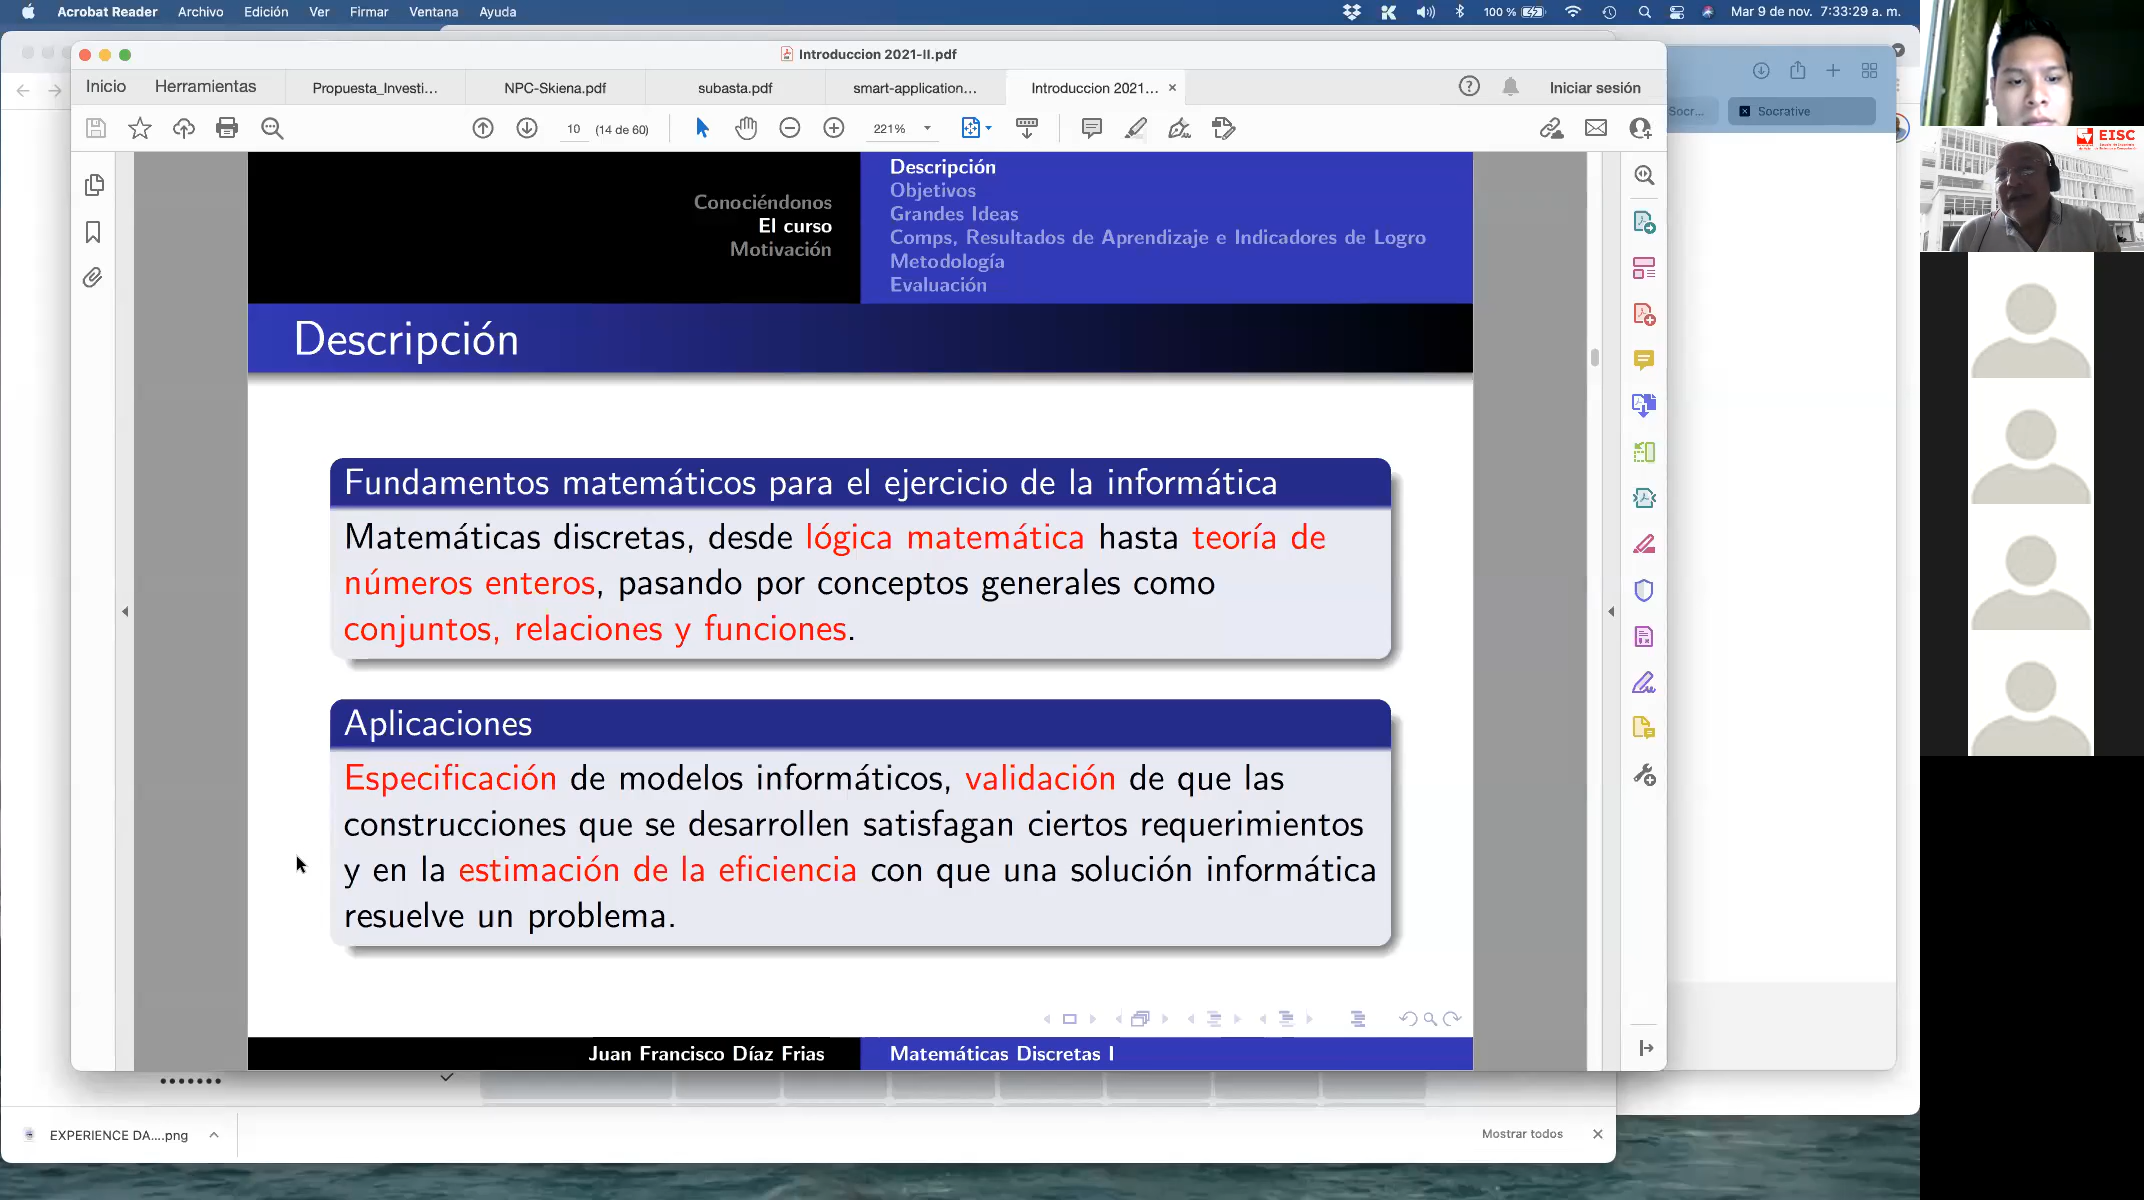 Acrobat Reader Archivo Edición Ver Firmar Ventana Ayuda
100 % Mar 9 de nov. 7:33:29 a. m.
Introduccion 2021-II.pdf
Inicio Herramientas Propuesta_Investi... NPC-Skiena.pdf subasta.pdf smart-application... Introduccion 2021... × Iniciar sesión
10 (14 de 60) 221%
Socr... Socrative
EISC
Conociéndonos
El curso
Motivación
Descripción
Objetivos
Grandes Ideas
Comps, Resultados de Aprendizaje e Indicadores de Logro
Metodología
Evaluación
Descripción
Fundamentos matemáticos para el ejercicio de la informática
Matemáticas discretas, desde lógica matemática hasta teoría de
números enteros, pasando por conceptos generales como
conjuntos, relaciones y funciones.
Aplicaciones
Especificación de modelos informáticos, validación de que las
construcciones que se desarrollen satisfagan ciertos requerimientos
y en la estimación de la eficiencia con que una solución informática
resuelve un problema.
Juan Francisco Díaz Frias Matemáticas Discretas I
EXPERIENCE DA....png
Mostrar todos